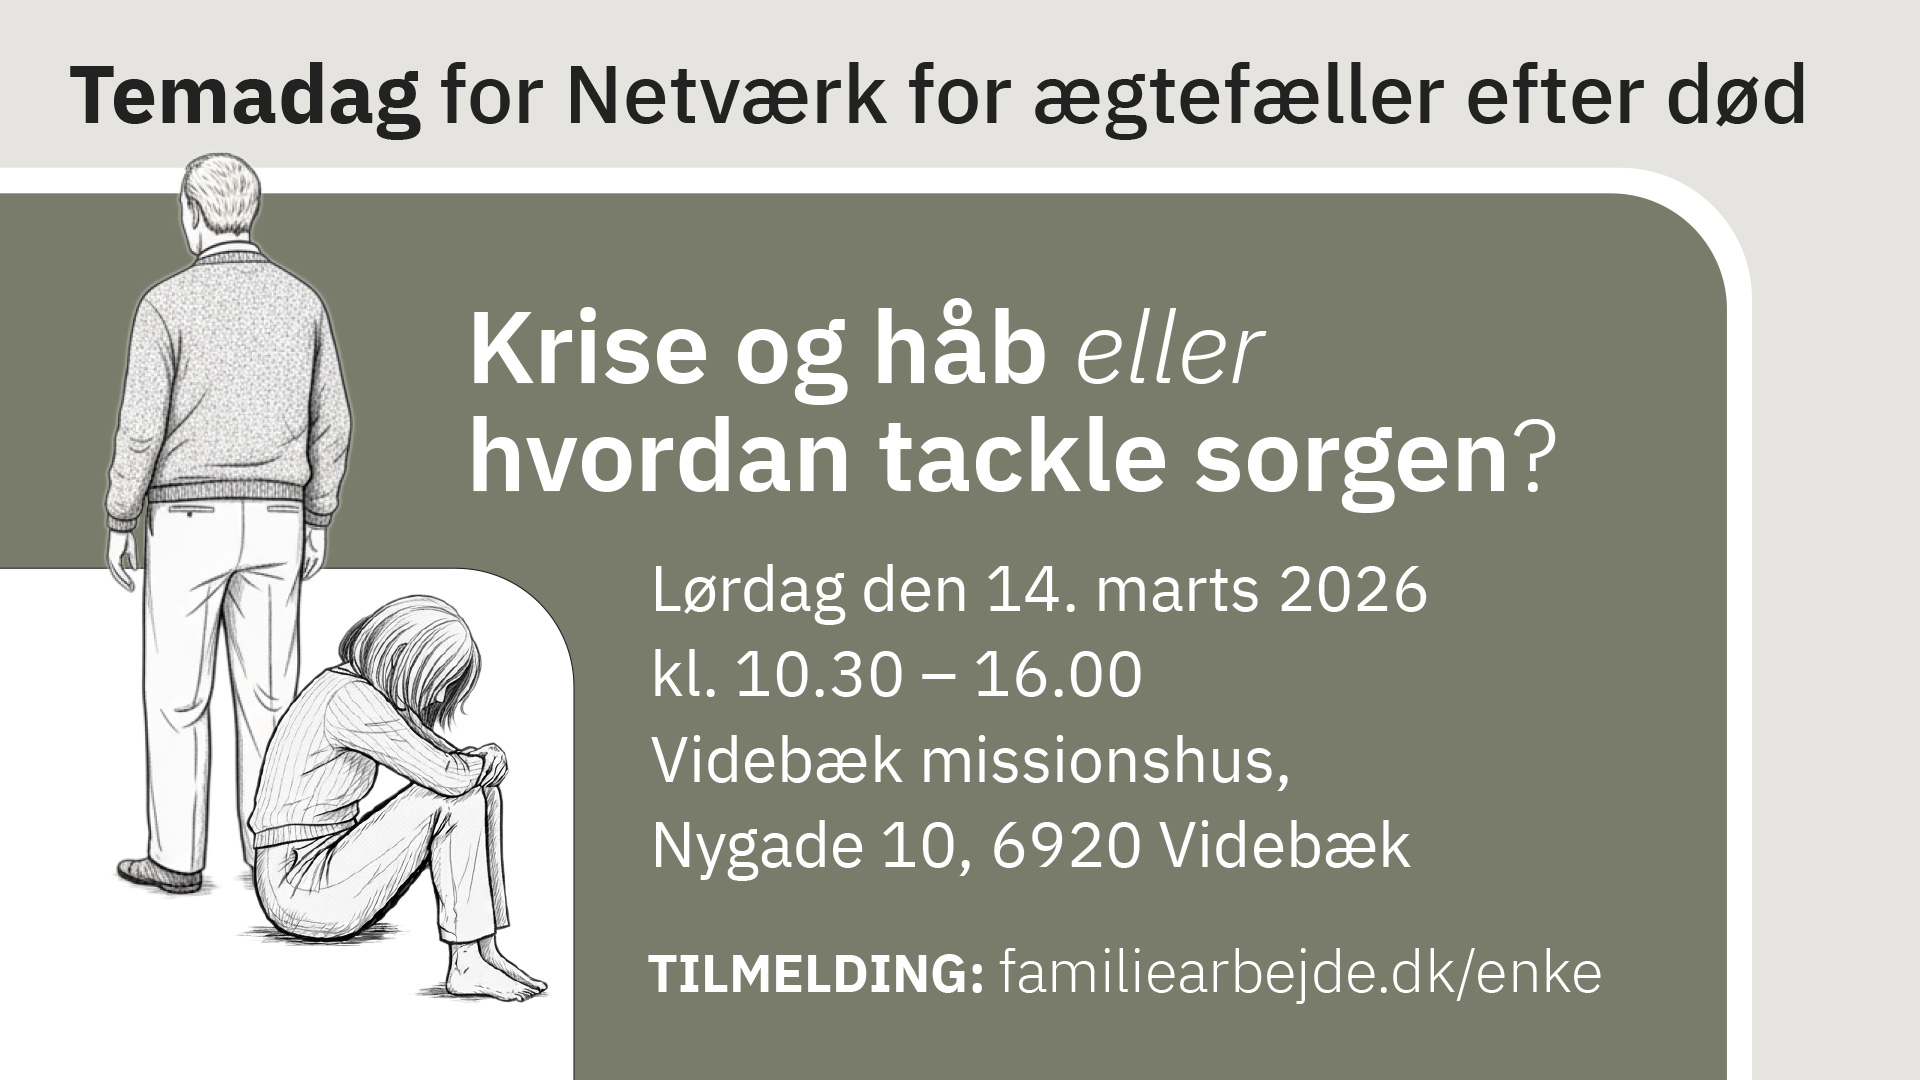 Temadag for Netværk for ægtefæller efter død
Krise og håb eller
hvordan tackle sorgen?
Lørdag den 14. marts 2026
kl. 10.30 – 16.00
Videbæk missionshus,
Nygade 10, 6920 Videbæk
TILMELDING: familiearbejde.dk/enke